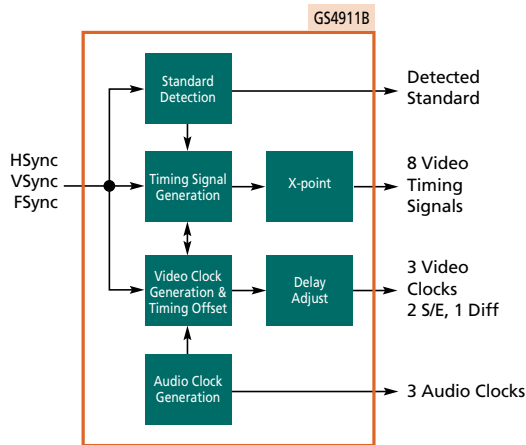 GS4911B
Standard
Detection
Detected
Standard
HSync
VSync
FSync
Timing Signal
Generation
X-point
8 Video
Timing
Signals
Video Clock
Generation &
Timing Offset
Delay
Adjust
3 Video
Clocks
2 S/E, 1 Diff
Audio Clock
Generation
3 Audio Clocks